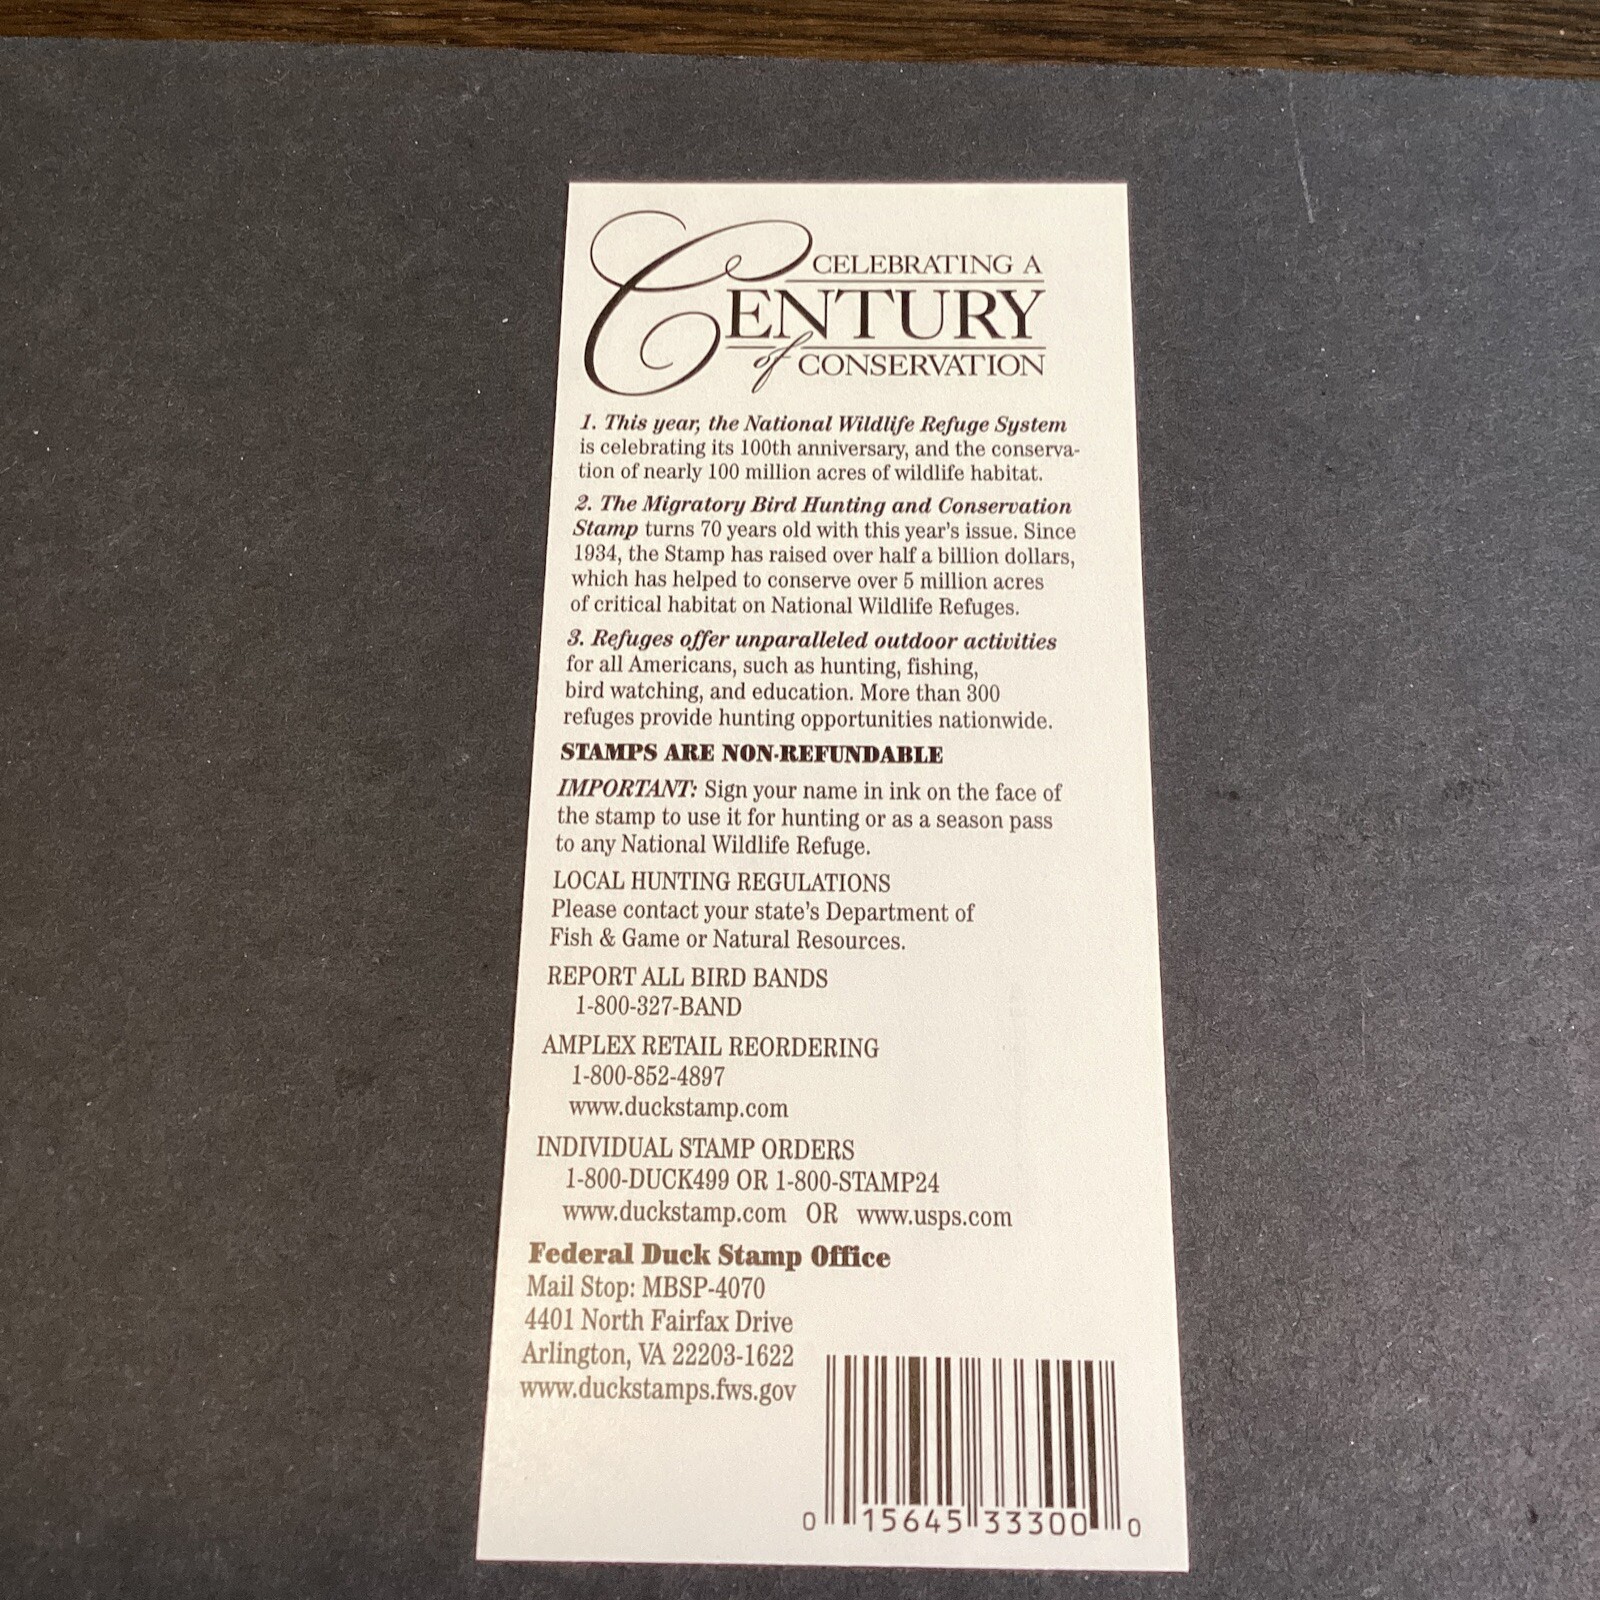 CELEBRATING A
CENTURY
of CONSERVATION
1. This year, the National Wildlife Refuge System
is celebrating its 100th anniversary, and the conserva-
tion of nearly 100 million acres of wildlife habitat.
2. The Migratory Bird Hunting and Conservation
Stamp turns 70 years old with this year's issue. Since
1934, the Stamp has raised over half a billion dollars,
which has helped to conserve over 5 million acres
of critical habitat on National Wildlife Refuges.
3. Refuges offer unparalleled outdoor activities
for all Americans, such as hunting, fishing,
bird watching, and education. More than 300
refuges provide hunting opportunities nationwide.
STAMPS ARE NON-REFUNDABLE
IMPORTANT: Sign your name in ink on the face of
the stamp to use it for hunting or as a season pass
to any National Wildlife Refuge.
LOCAL HUNTING REGULATIONS
Please contact your state's Department of
Fish & Game or Natural Resources.
REPORT ALL BIRD BANDS
1-800-327-BAND
AMPLEX RETAIL REORDERING
1-800-852-4897
www.duckstamp.com
INDIVIDUAL STAMP ORDERS
1-800-DUCK499 OR 1-800-STAMP24
www.duckstamp.com OR www.usps.com
Federal Duck Stamp Office
Mail Stop: MBSP-4070
4401 North Fairfax Drive
Arlington, VA 22203-1622
www.duckstamps.fws.gov
0 15645 33300 0